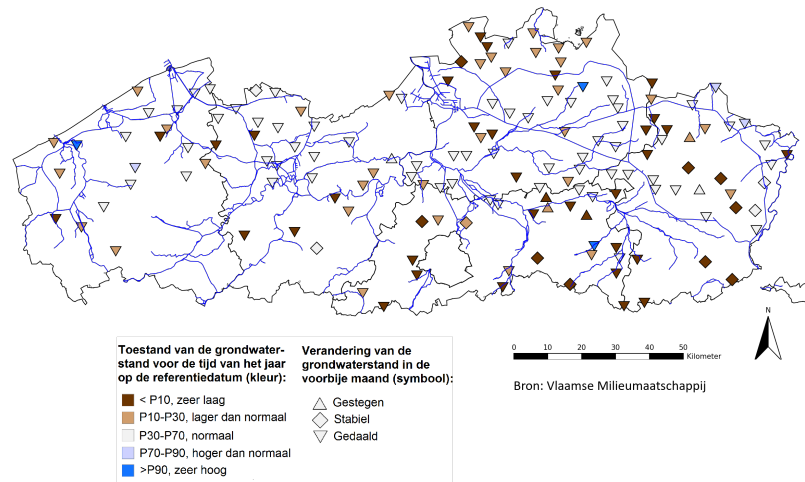 N
0 10 20 30 40 50
Kilometer
Bron: Vlaamse Milieumaatschappij
Toestand van de grondwater-
stand voor de tijd van het jaar
op de referentiedatum (kleur):
< P10, zeer laag
P10-P30, lager dan normaal
P30-P70, normaal
P70-P90, hoger dan normaal
>P90, zeer hoog
Verandering van de
grondwaterstand in de
voorbije maand (symbool):
Gestegen
Stabiel
Gedaald